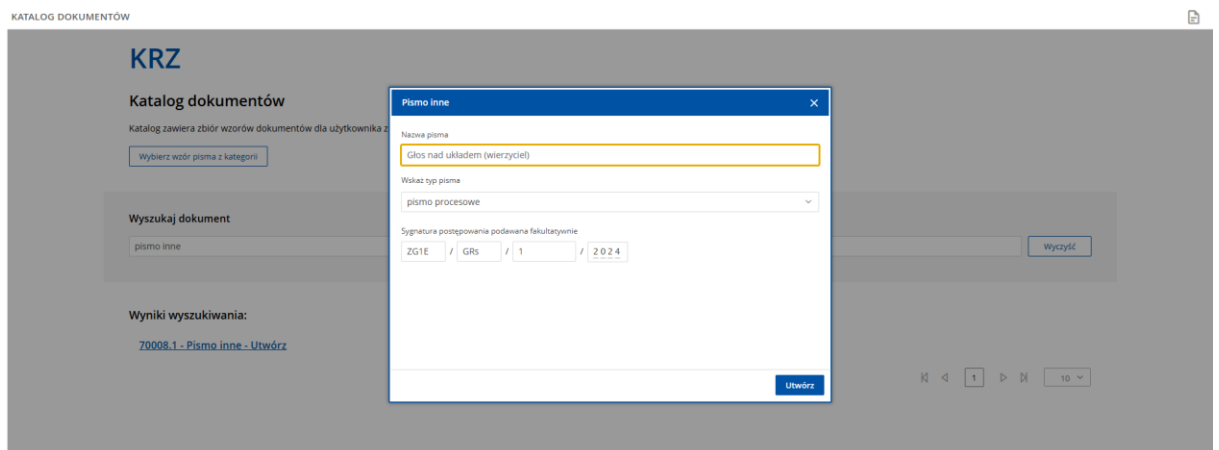 KATALOG DOKUMENTÓW
KRZ
Katalog dokumentów
Katalog zawiera zbiór wzorów dokumentów dla użytkownika z
Wybierz wzór pisma z kategorii
Wyszukaj dokument
pismo inne
Wyczyść
Wyniki wyszukiwania:
70008.1 - Pismo inne - Utwórz
1
10
Pismo inne
Nazwa pisma
Głos nad układem (wierzyciel)
Wskaż typ pisma
pismo procesowe
Sygnatura postępowania podawana fakultatywnie
ZG1E / GRs / 1 / 2024
Utwórz